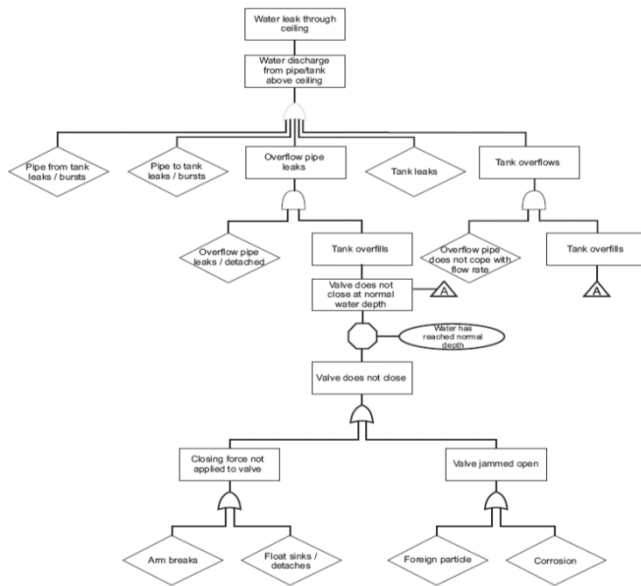 Water leak through
ceiling
Water discharge
from pipe/tank
above ceiling
Pipe from tank
leaks / bursts
Pipe to tank
leaks / bursts
Overflow pipe
leaks
Tank leaks
Tank overflows
Overflow pipe
leaks / detached
Tank overfills
Overflow pipe
does not cope with
flow rate
Tank overfills
Valve does not
close at normal
water depth
A
A
Water has
reached normal
depth
Valve does not close
Closing force not
applied to valve
Valve jammed open
Arm breaks
Float sinks /
detaches
Foreign particle
Corrosion